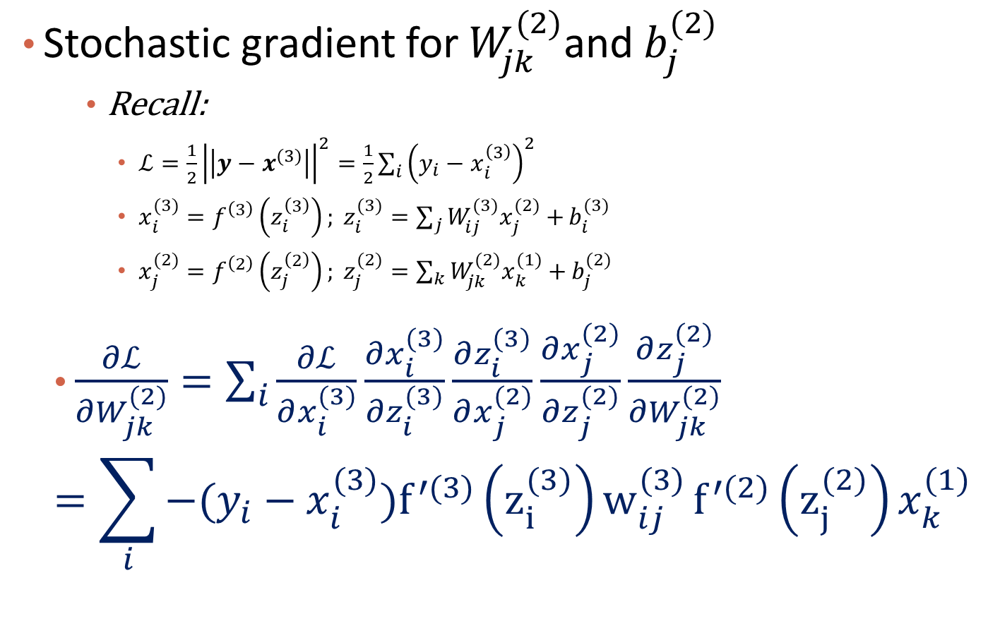 • Stochastic gradient for $W_{jk}^{(2)}$ and $b_j^{(2)}$
• Recall:
• $\mathcal{L} = \frac{1}{2} \left|\left| \boldsymbol{y} - \boldsymbol{x}^{(3)} \right|\right|^2 = \frac{1}{2} \sum_i \left( y_i - x_i^{(3)} \right)^2$
• $x_i^{(3)} = f^{(3)} \left( z_i^{(3)} \right) ; \; z_i^{(3)} = \sum_j W_{ij}^{(3)} x_j^{(2)} + b_i^{(3)}$
• $x_j^{(2)} = f^{(2)} \left( z_j^{(2)} \right) ; \; z_j^{(2)} = \sum_k W_{jk}^{(2)} x_k^{(1)} + b_j^{(2)}$
• $\frac{\partial \mathcal{L}}{\partial W_{jk}^{(2)}} = \sum_i \frac{\partial \mathcal{L}}{\partial x_i^{(3)}} \frac{\partial x_i^{(3)}}{\partial z_i^{(3)}} \frac{\partial z_i^{(3)}}{\partial x_j^{(2)}} \frac{\partial x_j^{(2)}}{\partial z_j^{(2)}} \frac{\partial z_j^{(2)}}{\partial W_{jk}^{(2)}}$
$= \sum_i -(y_i - x_i^{(3)}) \mathrm{f}'^{(3)} \left( \mathrm{z}_\mathrm{i}^{(3)} \right) \mathrm{w}_{ij}^{(3)} \mathrm{f}'^{(2)} \left( \mathrm{z}_\mathrm{j}^{(2)} \right) x_k^{(1)}$